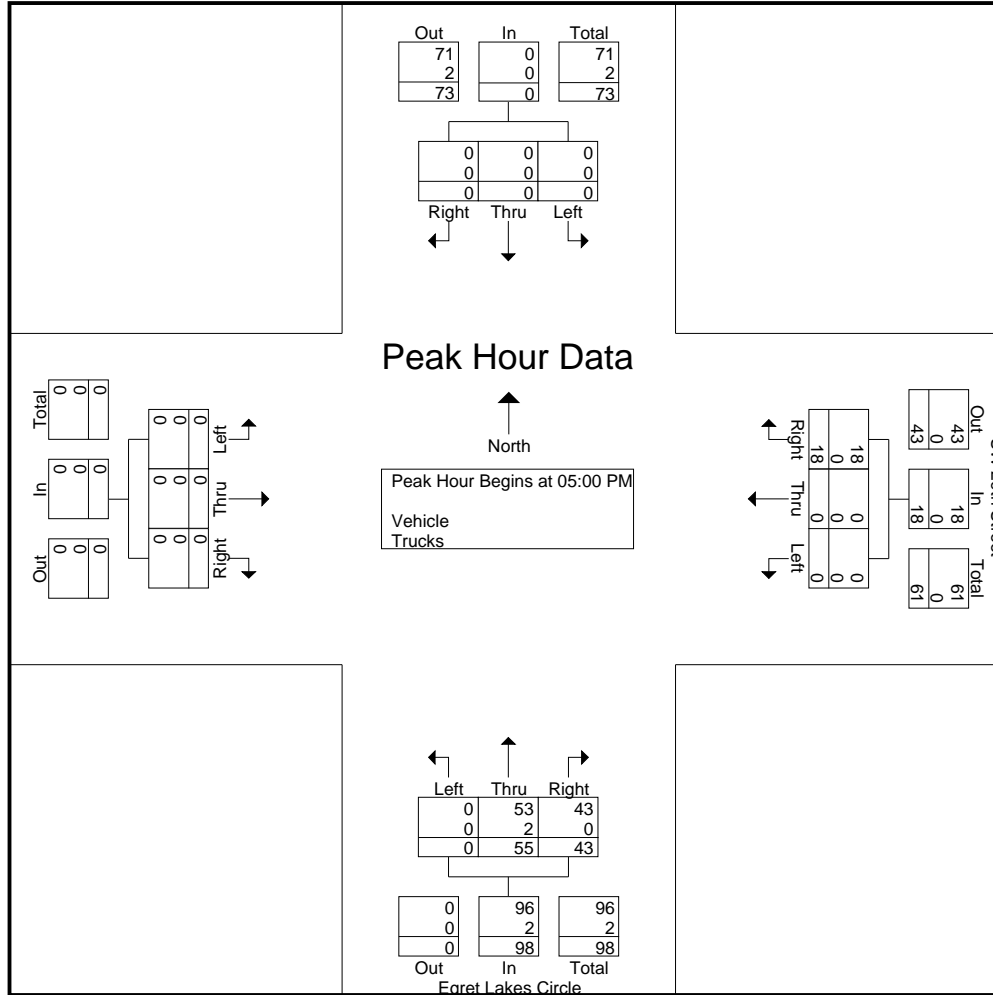 Out In Total
71 0 71
2 0 2
73 0 73
0 0 0
0 0 0
0 0 0
Right Thru Left
Peak Hour Data
North
Peak Hour Begins at 05:00 PM
Vehicle
Trucks
Total
0 0 0
In
0 0 0
Out
0 0 0
Left
0 0 0
Thru
0 0 0
Right
0 0 0
Right
18 0 18
Thru
0 0 0
Left
0 0 0
Out
43 0 43
In
18 0 18
Total
61 0 61
Left Thru Right
0 53 43
0 2 0
0 55 43
0 96 96
0 2 2
0 98 98
Out In Total
Egret Lakes Circle